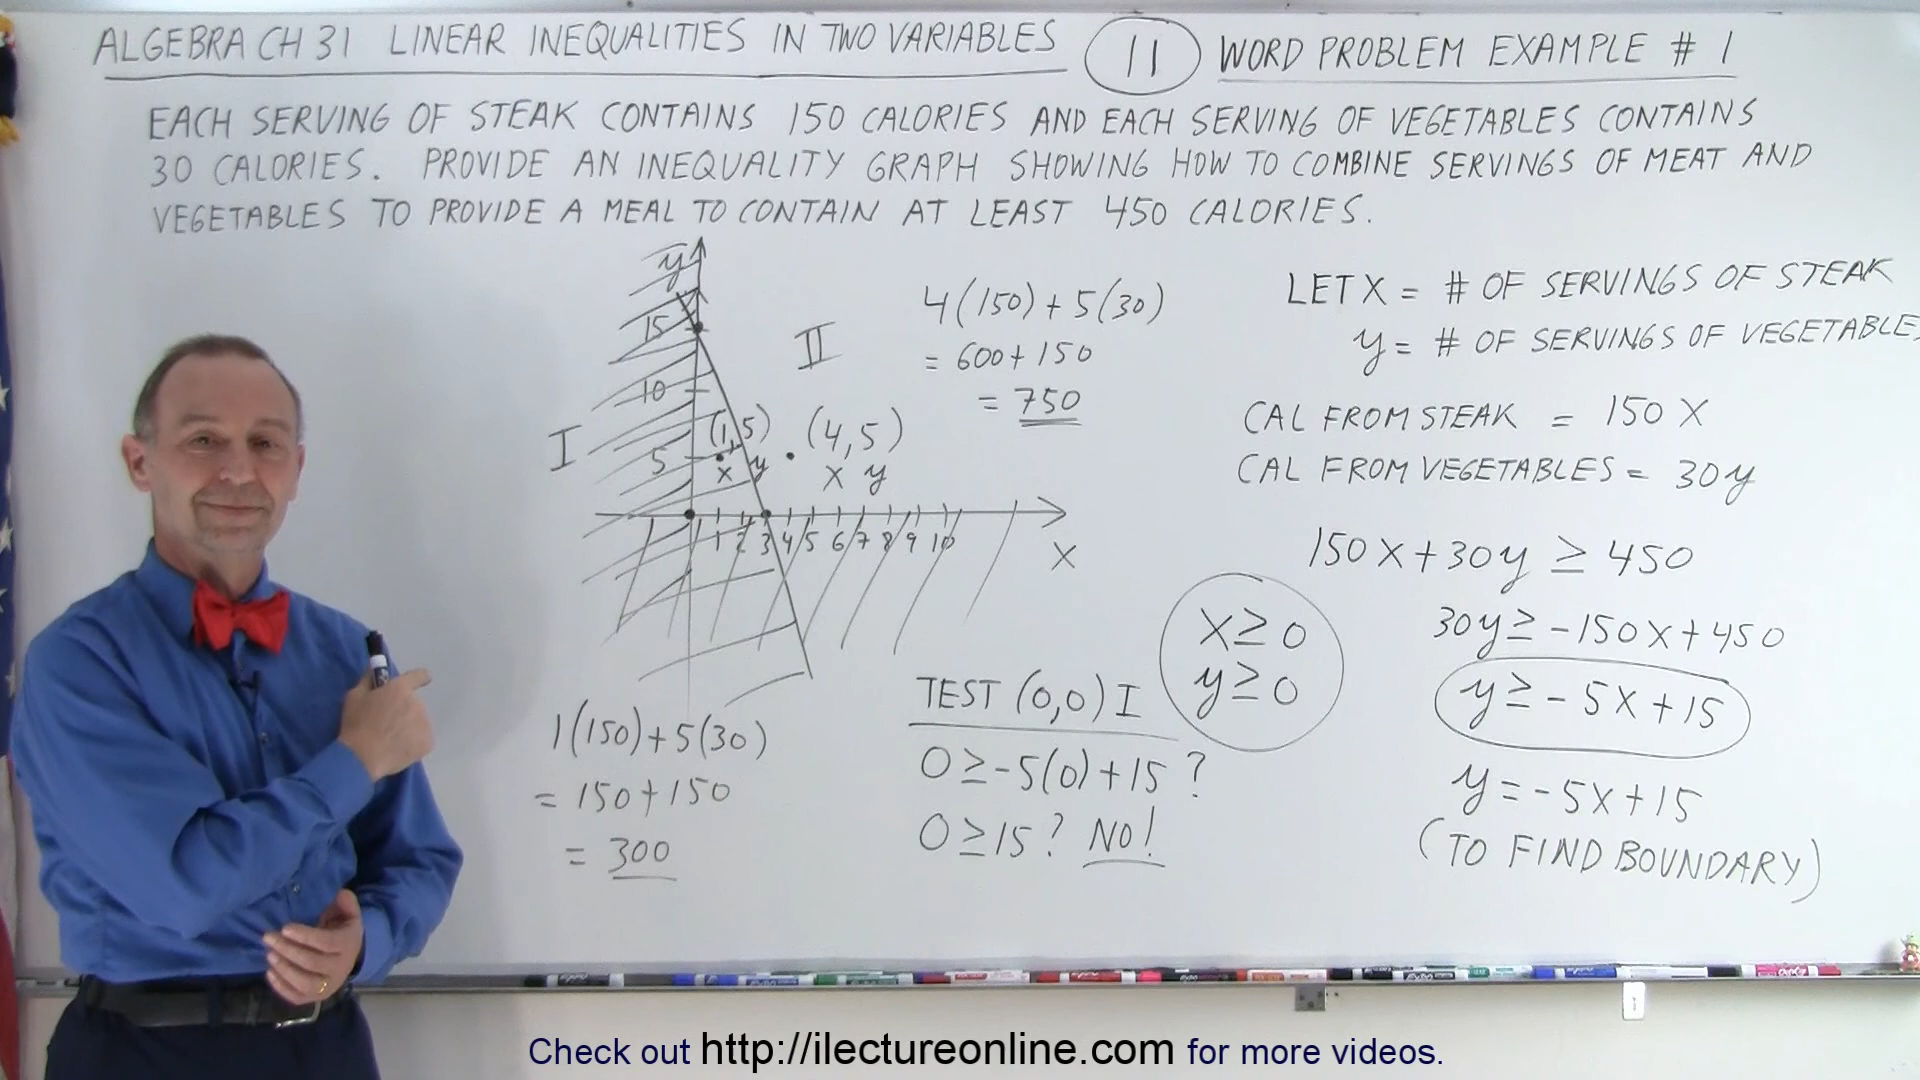 ALGEBRA CH 31 LINEAR INEQUALITIES IN TWO VARIABLES 11 WORD PROBLEM EXAMPLE # 1
EACH SERVING OF STEAK CONTAINS 150 CALORIES AND EACH SERVING OF VEGETABLES CONTAINS
30 CALORIES. PROVIDE AN INEQUALITY GRAPH SHOWING HOW TO COMBINE SERVINGS OF MEAT AND
VEGETABLES TO PROVIDE A MEAL TO CONTAIN AT LEAST 450 CALORIES.
y
15
10
5
I
II
(1,5)
x y
(4,5)
x y
1 2 3 4 5 6 7 8 9 10
X
4(150)+5(30)
= 600+150
= 750
1(150)+5(30)
= 150+150
= 300
TEST (0,0) I
0≥-5(0)+15 ?
0≥15? NO!
x≥0
y≥0
LET X = # OF SERVINGS OF STEAK
y = # OF SERVINGS OF VEGETABLES
CAL FROM STEAK = 150 X
CAL FROM VEGETABLES = 30y
150X+30y ≥ 450
30y≥-150X+450
y≥-5X+15
y=-5X+15
(TO FIND BOUNDARY)
Check out http://ilectureonline.com for more videos.